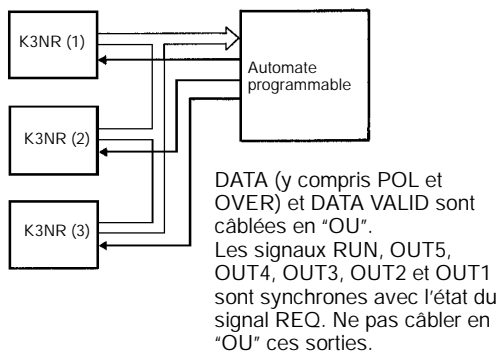 K3NR (1)
K3NR (2)
K3NR (3)
Automate
programmable
DATA (y compris POL et
OVER) et DATA VALID sont
câblées en “OU”.
Les signaux RUN, OUT5,
OUT4, OUT3, OUT2 et OUT1
sont synchrones avec l'état du
signal REQ. Ne pas câbler en
“OU” ces sorties.